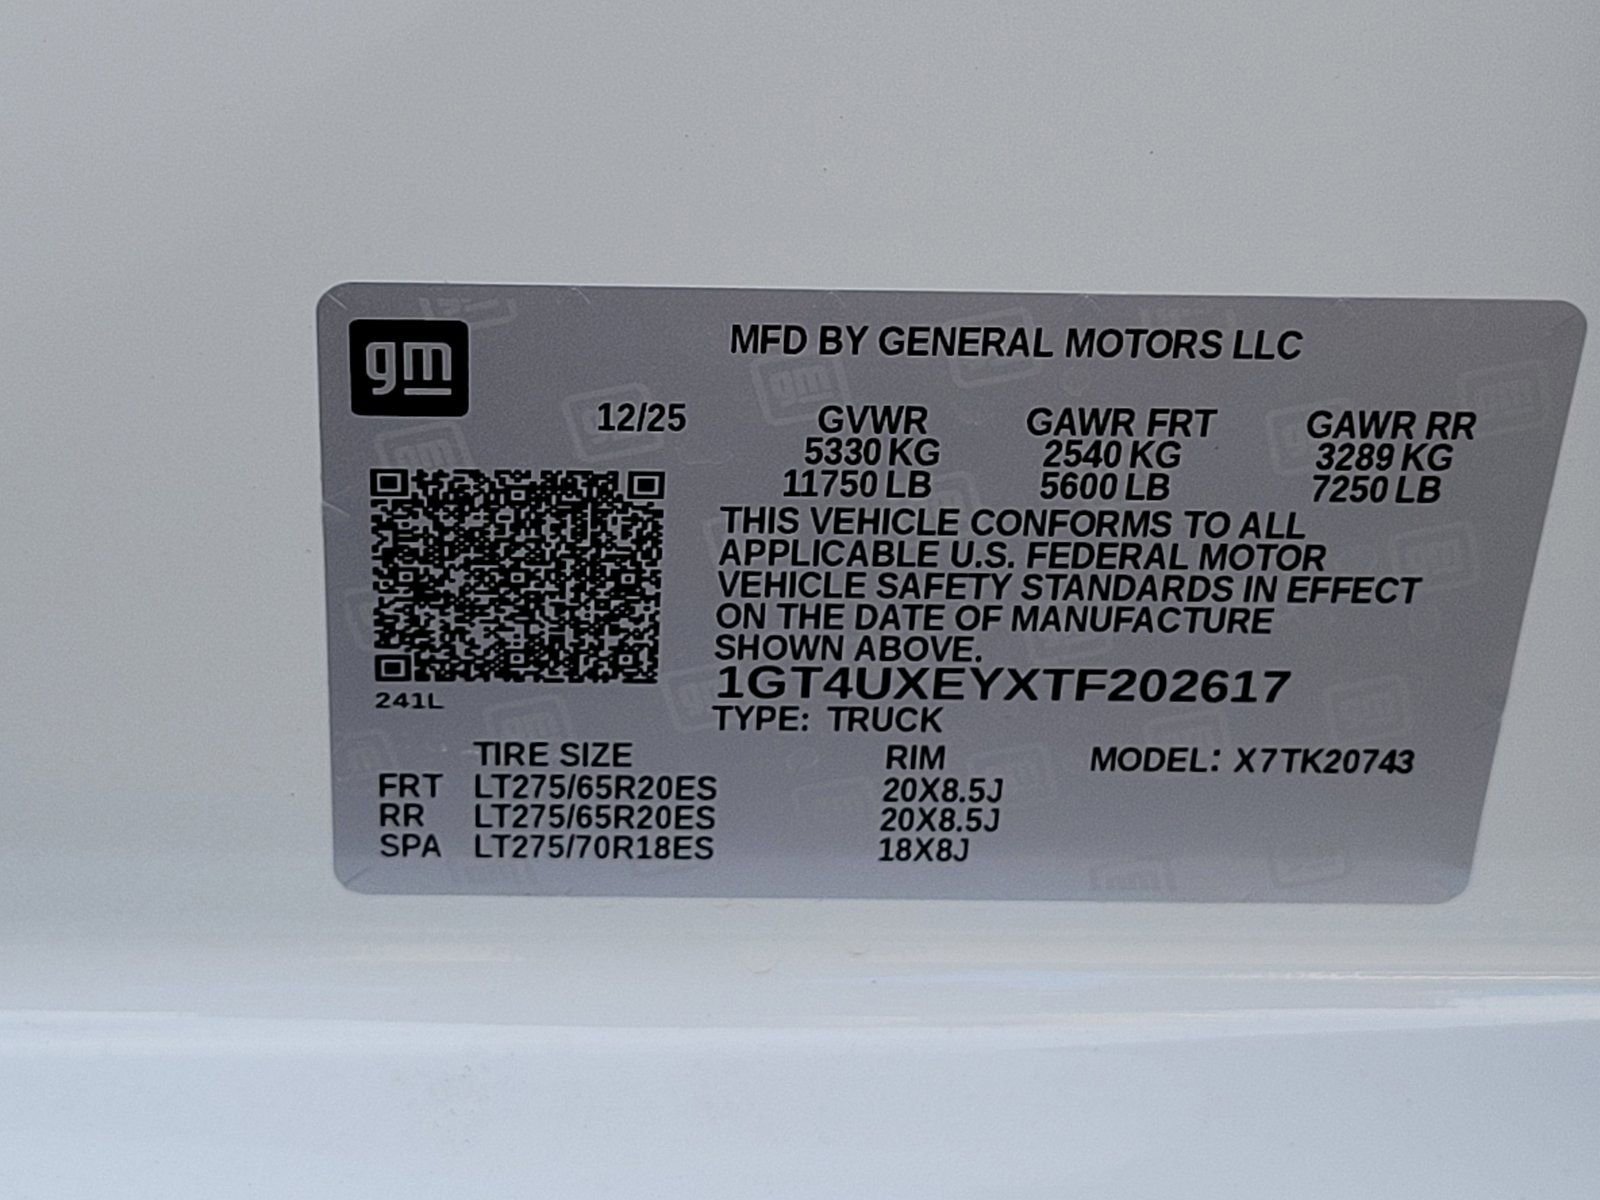 gm
MFD BY GENERAL MOTORS LLC
12/25
GVWR GAWR FRT GAWR RR
5330 KG 2540 KG 3289 KG
11750 LB 5600 LB 7250 LB
THIS VEHICLE CONFORMS TO ALL
APPLICABLE U.S. FEDERAL MOTOR
VEHICLE SAFETY STANDARDS IN EFFECT
ON THE DATE OF MANUFACTURE
SHOWN ABOVE.
1GT4UXEYXTF202617
241L
TYPE: TRUCK
TIRE SIZE RIM MODEL: X7TK20743
FRT LT275/65R20ES 20X8.5J
RR LT275/65R20ES 20X8.5J
SPA LT275/70R18ES 18X8J